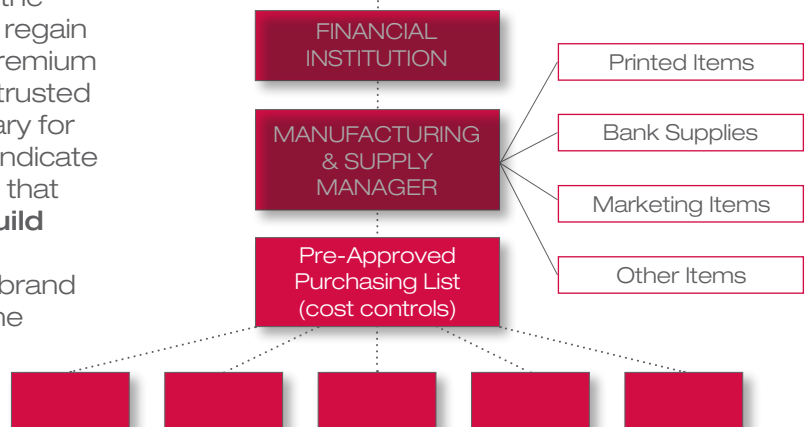 the
regain
remium
trusted
ary for
ndicate
that
uild
brand
ne
FINANCIAL
INSTITUTION
MANUFACTURING
& SUPPLY
MANAGER
Pre-Approved
Purchasing List
(cost controls)
Printed Items
Bank Supplies
Marketing Items
Other Items